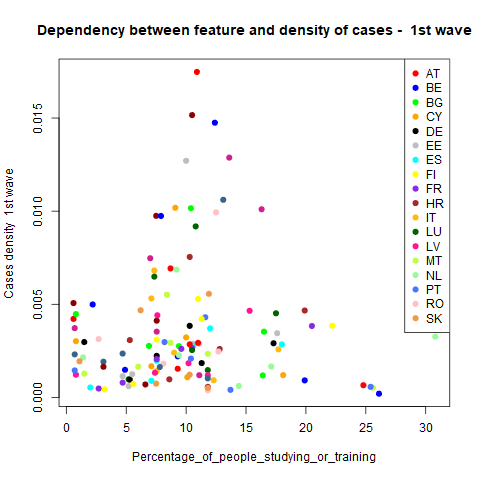 Dependency between feature and density of cases - 1st wave
Cases density 1st wave
0.015
0.010
0.005
0.000
AT
BE
BG
CY
DE
EE
ES
FI
FR
HR
IT
LU
LV
MT
NL
PT
RO
SK
0 5 10 15 20 25 30
Percentage_of_people_studying_or_training